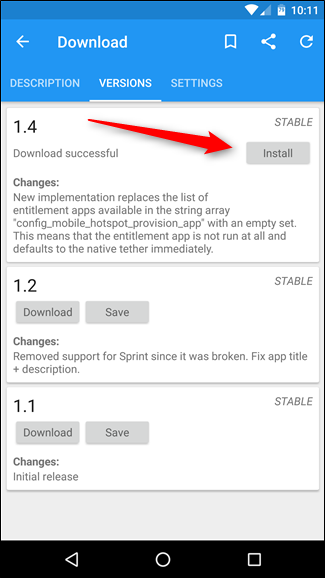 10:11
Download
DESCRIPTION VERSIONS SETTINGS
1.4 STABLE
Download successful Install
Changes:
New implementation replaces the list of
entitlement apps available in the string array
"config_mobile_hotspot_provision_app" with an empty set.
This means that the entitlement app is not run at all and
defaults to the native tether immediately.
1.2 STABLE
Download Save
Changes:
Removed support for Sprint since it was broken. Fix app title
+ description.
1.1 STABLE
Download Save
Changes:
Initial release